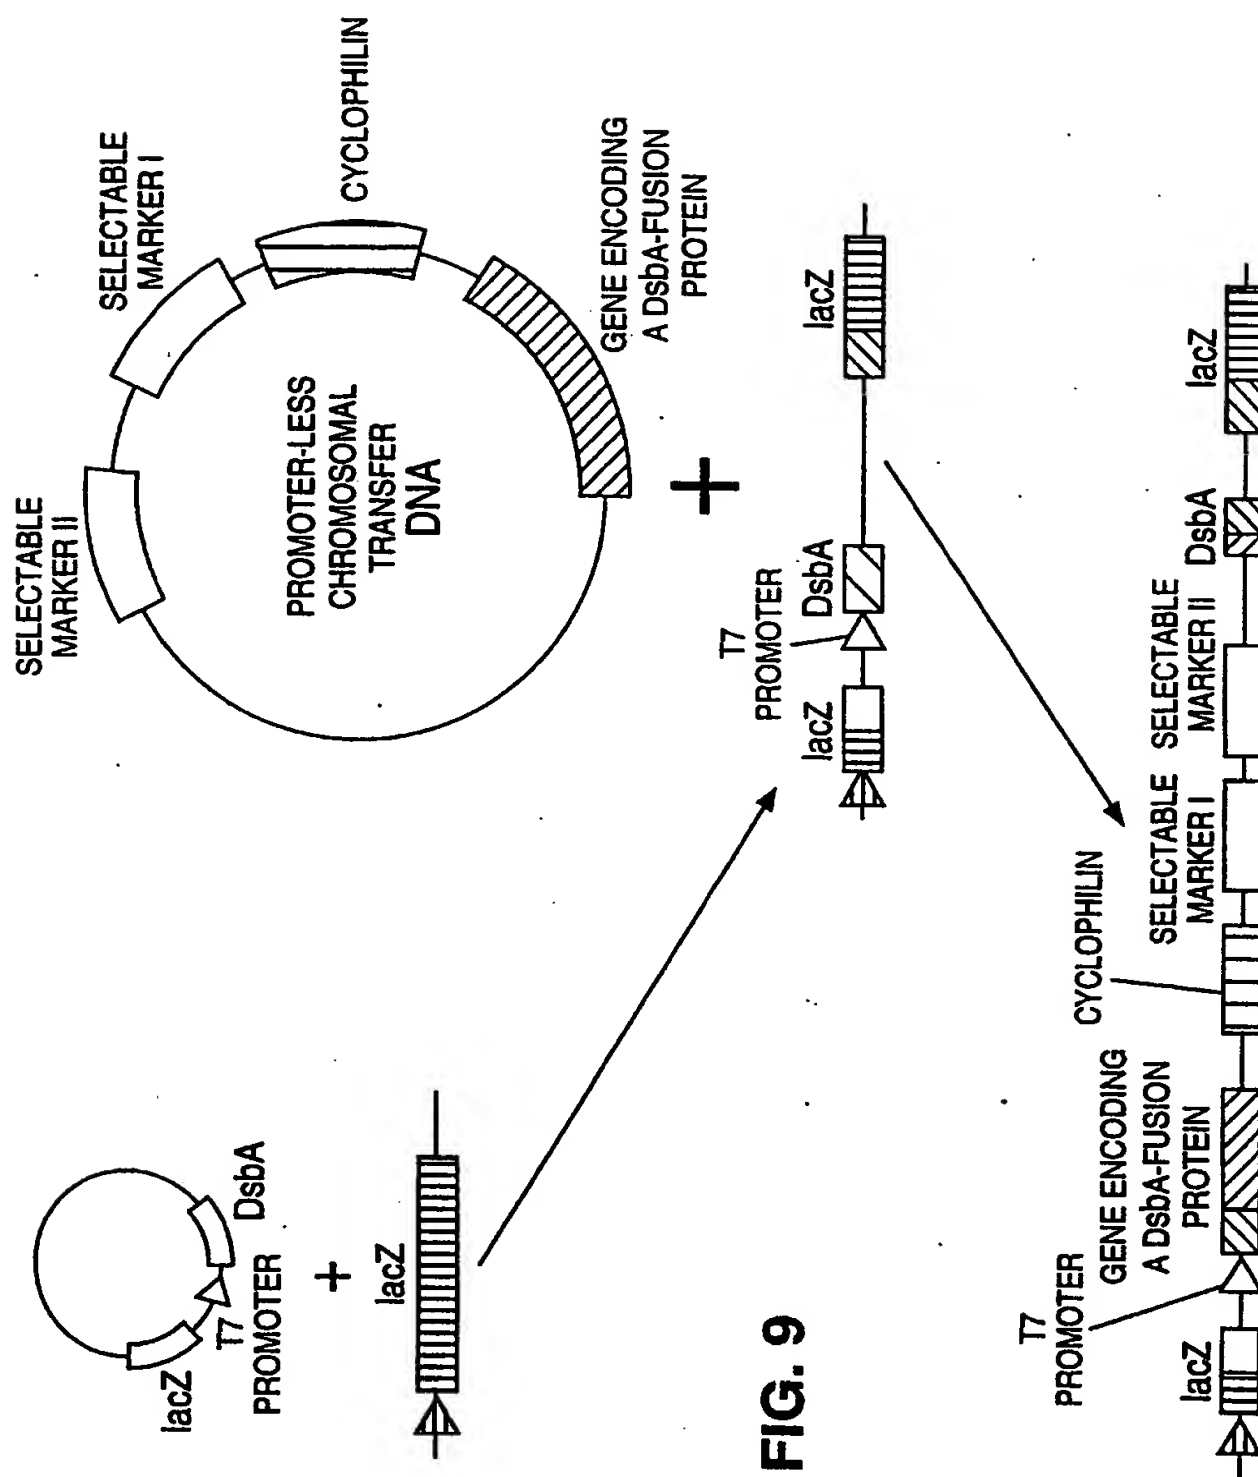 lacZ
T7
PROMOTER
DsbA
+
lacZ
SELECTABLE
MARKER II
SELECTABLE
MARKER I
CYCLOPHILIN
PROMOTER-LESS
CHROMOSOMAL
TRANSFER
DNA
GENE ENCODING
A DsbA-FUSION
PROTEIN
+
lacZ
T7
PROMOTER
DsbA
lacZ
FIG. 9
lacZ
T7
PROMOTER
GENE ENCODING
A DsbA-FUSION
PROTEIN
CYCLOPHILIN
SELECTABLE
MARKER I
SELECTABLE
MARKER II
DsbA
lacZ